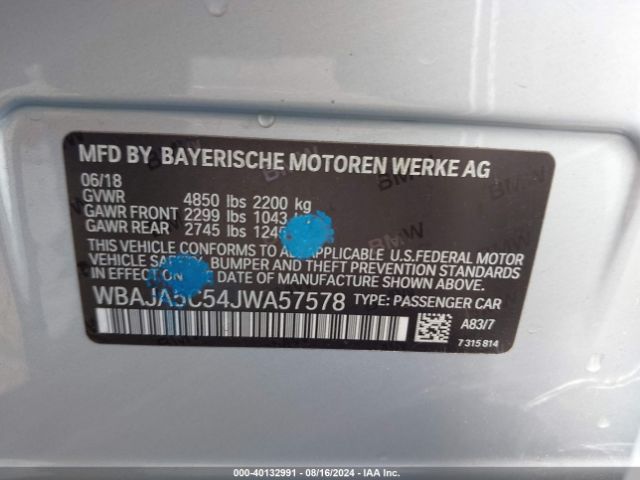 MFD BY BAYERISCHE MOTOREN WERKE AG
06/18
GVWR 4850 lbs 2200 kg
GAWR FRONT 2299 lbs 1043
GAWR REAR 2745 lbs
THIS VEHICLE CONFORMS TO ALL APPLICABLE U.S.FEDERAL MOTOR
VEHICLE SAFETY, BUMPER AND THEFT PREVENTION STANDARDS
IN EFFECT ON THE DATE OF MANUFACTURE SHOWN ABOVE.
WBAJA5C54JWA57578 TYPE: PASSENGER CAR
A83/7
7 315 814
000-40132991 - 08/16/2024 - IAA Inc.